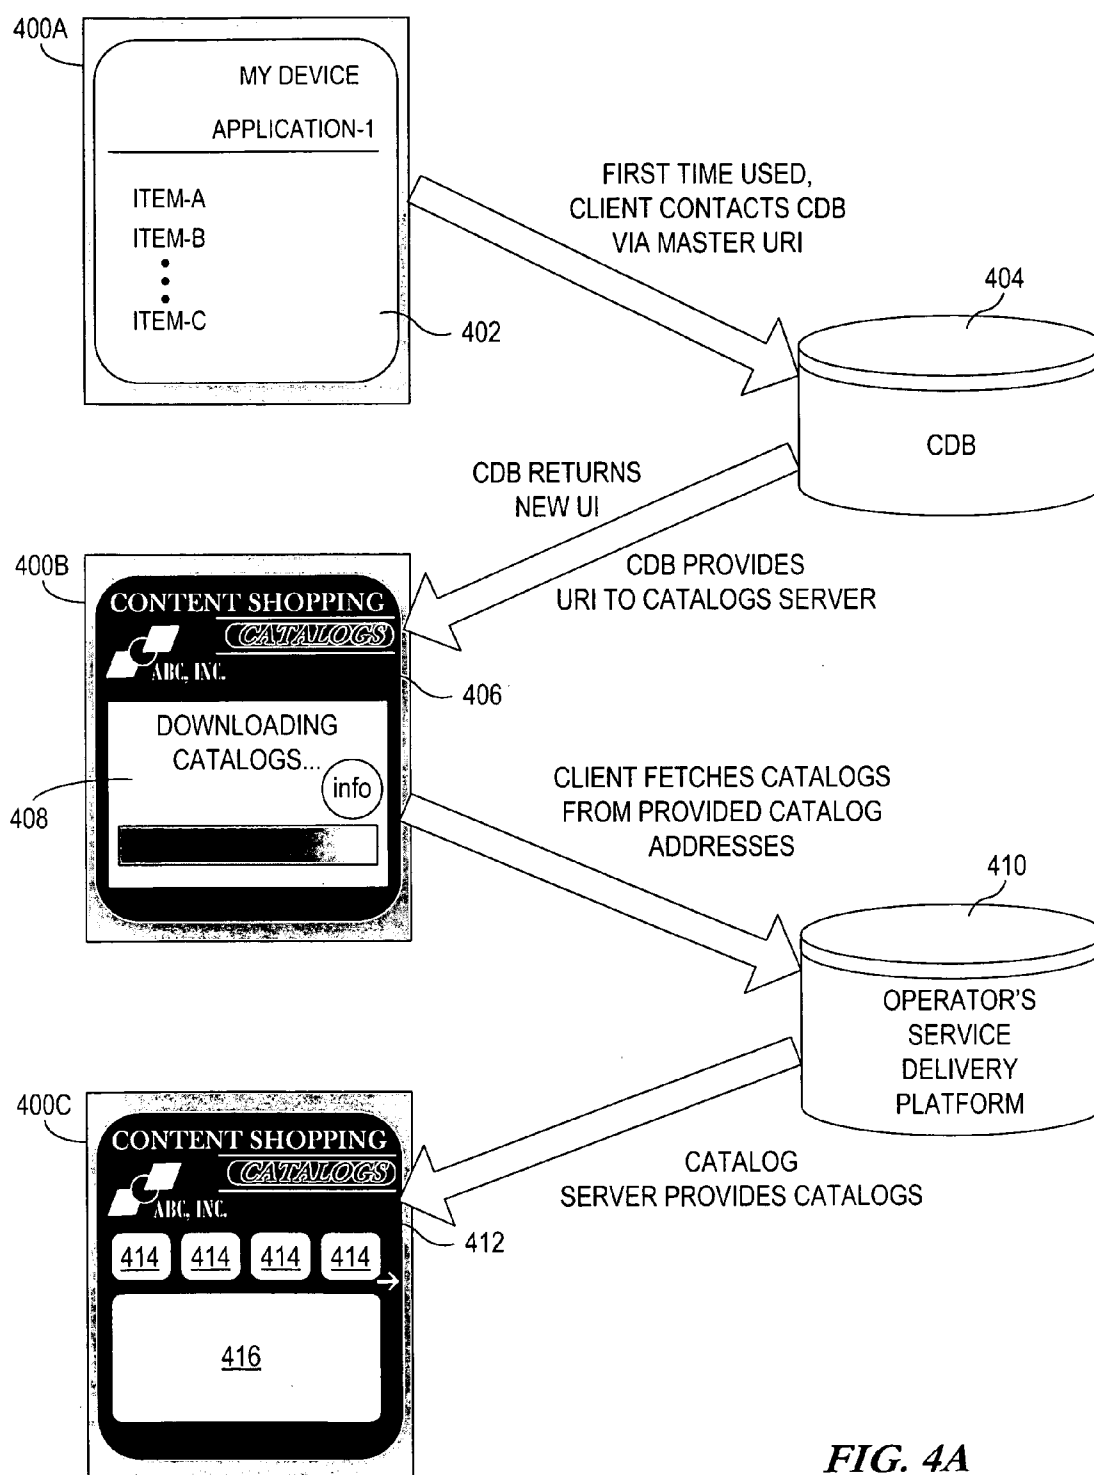 400A
MY DEVICE
APPLICATION-1
ITEM-A
ITEM-B
ITEM-C
402
FIRST TIME USED,
CLIENT CONTACTS CDB
VIA MASTER URI
404
CDB
CDB RETURNS
NEW UI
CDB PROVIDES
URI TO CATALOGS SERVER
400B
CONTENT SHOPPING
CATALOGS
ABC, INC.
406
DOWNLOADING
CATALOGS...
info
408
CLIENT FETCHES CATALOGS
FROM PROVIDED CATALOG
ADDRESSES
410
OPERATOR'S
SERVICE
DELIVERY
PLATFORM
400C
CONTENT SHOPPING
CATALOGS
ABC, INC.
412
414 414 414 414
416
CATALOG
SERVER PROVIDES CATALOGS
FIG. 4A